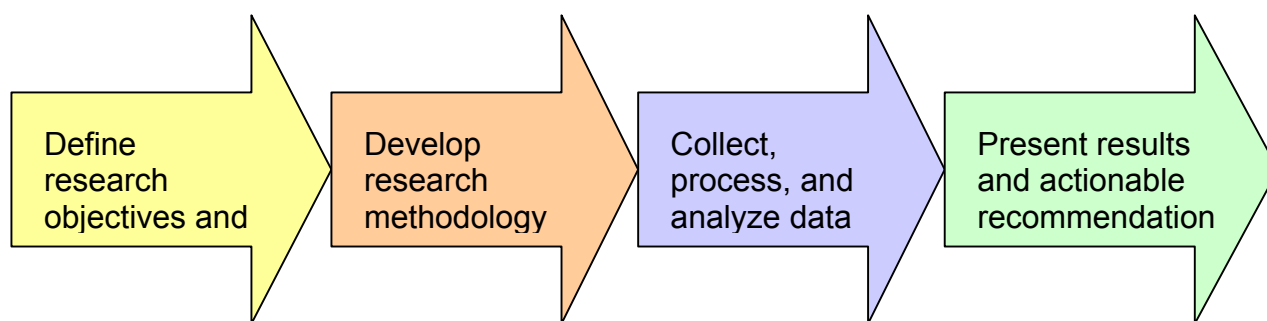 Define
research
objectives and
Develop
research
methodology
Collect,
process, and
analyze data
Present results
and actionable
recommendation